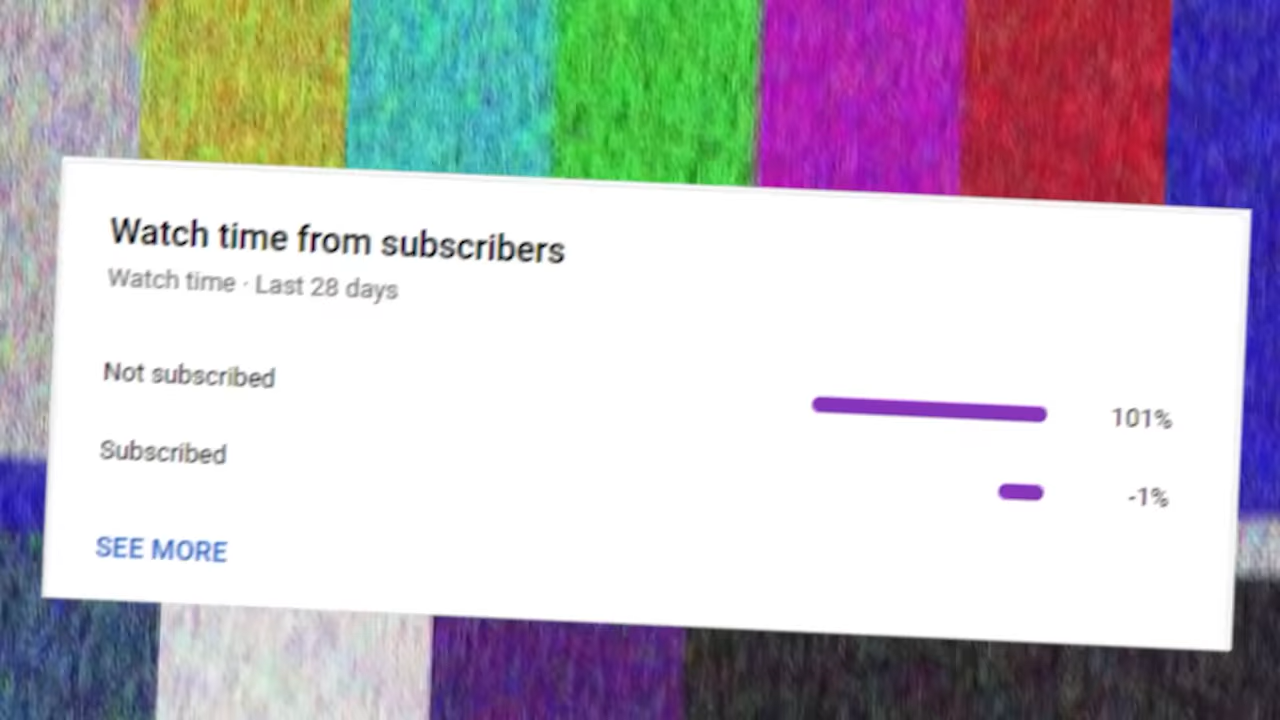 Watch time from subscribers
Watch time · Last 28 days
Not subscribed
101%
Subscribed
-1%
SEE MORE